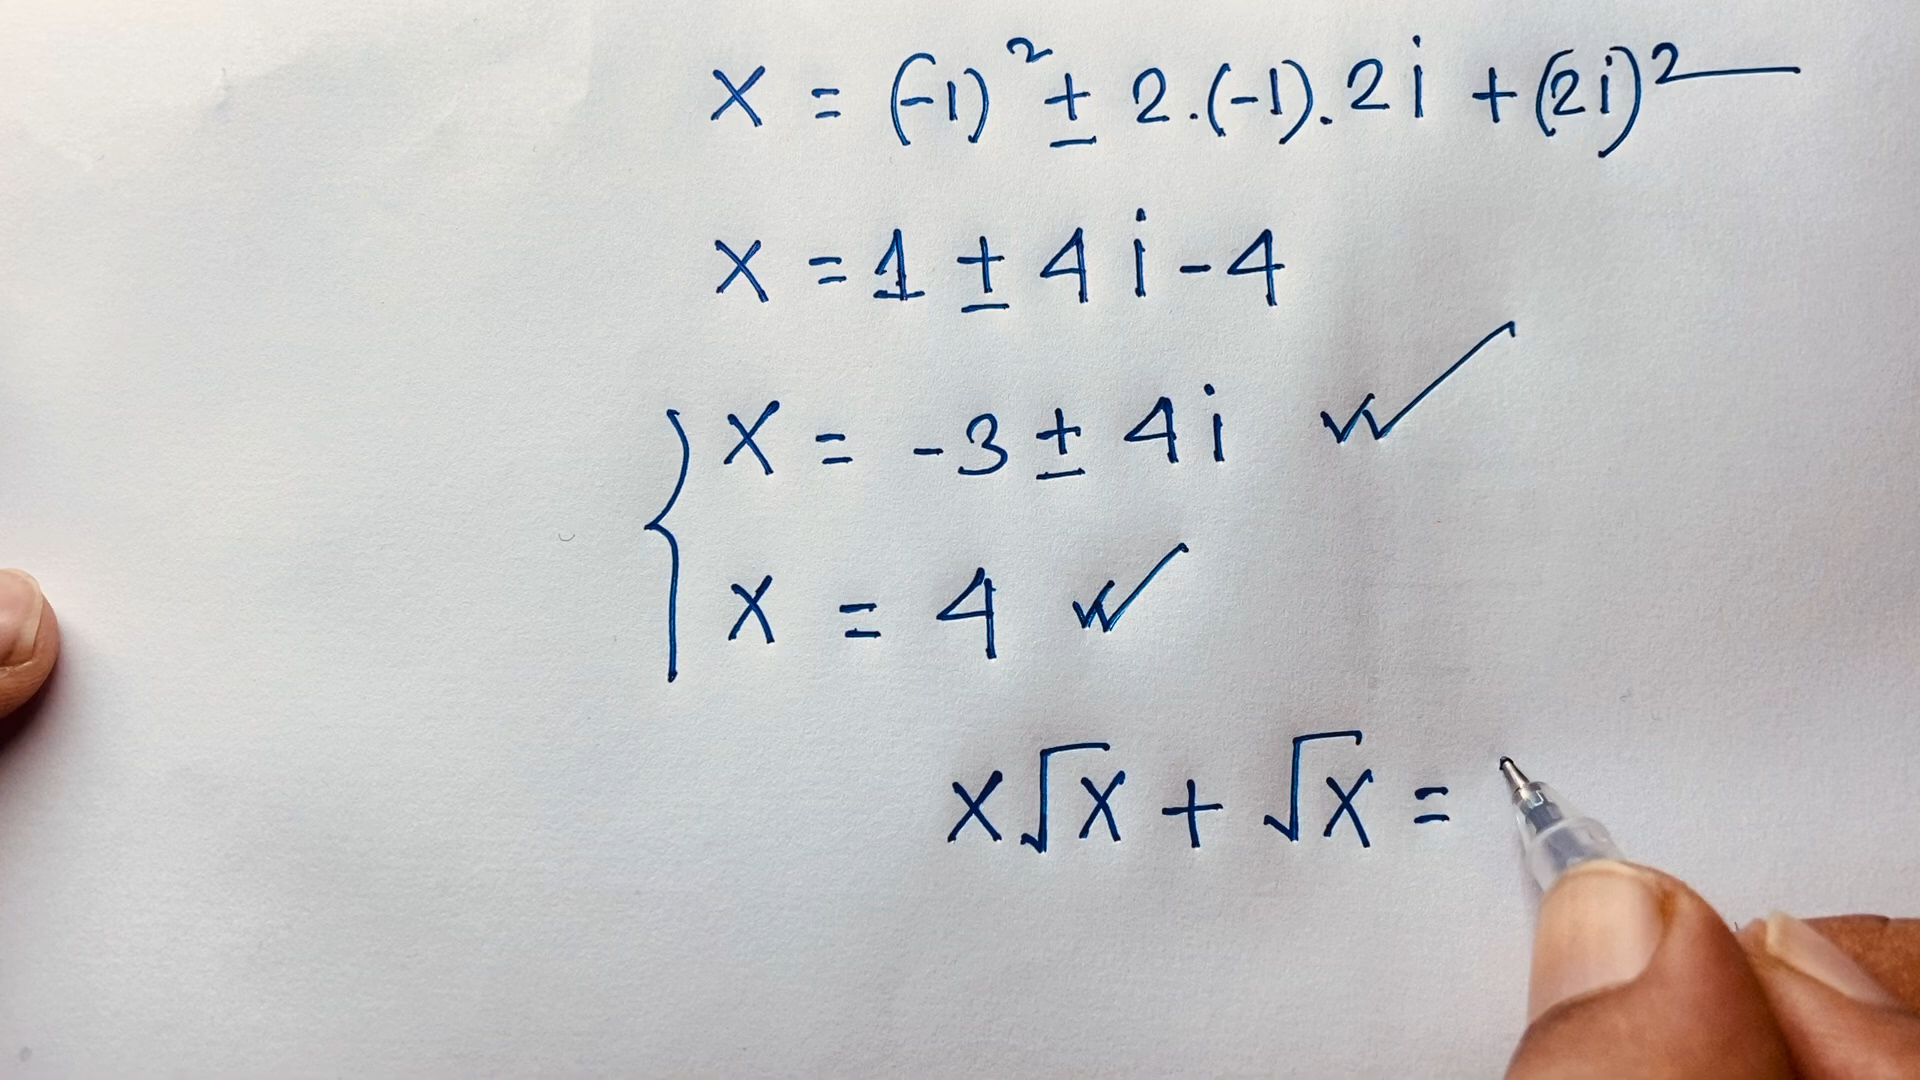 x = (-1)² ± 2.(-1).2i + (2i)²
x = 1 ± 4i - 4
x = -3 ± 4i
x = 4
x√x + √x =